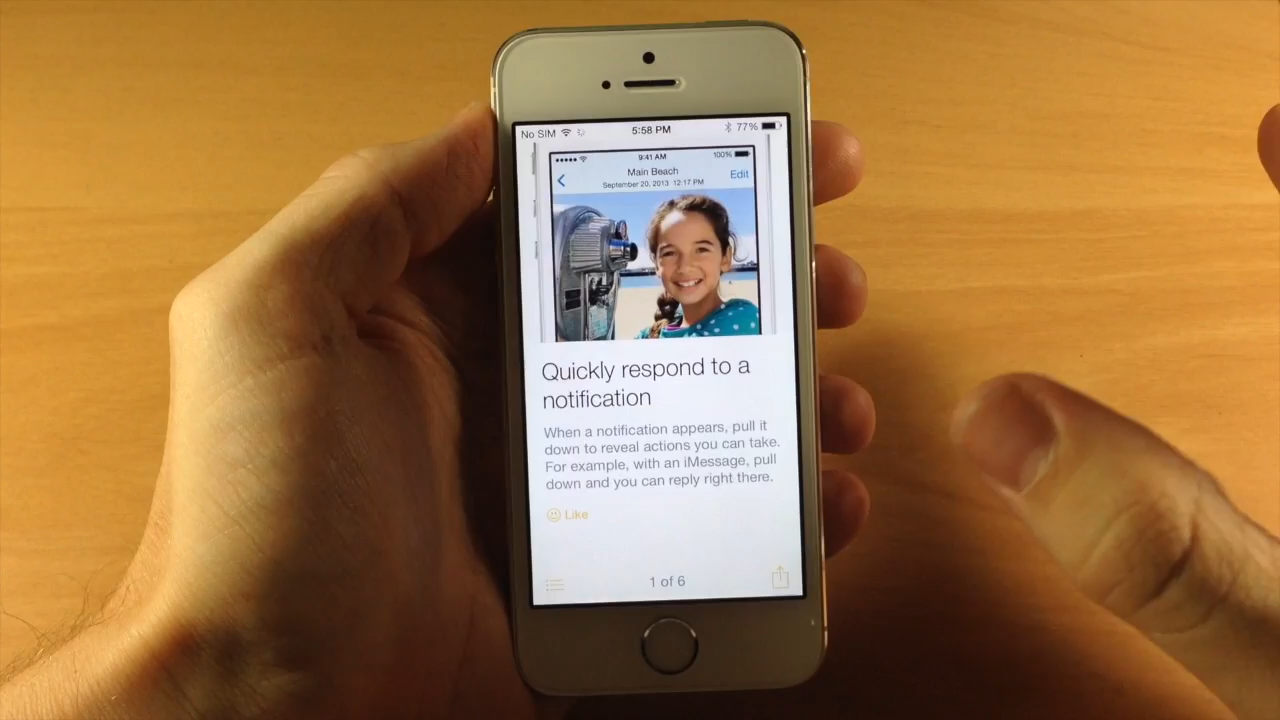 No SIM 5:58 PM 77%
9:41 AM 100%
Main Beach
September 20, 2013 12:17 PM
Edit
Quickly respond to a
notification
When a notification appears, pull it
down to reveal actions you can take.
For example, with an iMessage, pull
down and you can reply right there.
Like
1 of 6